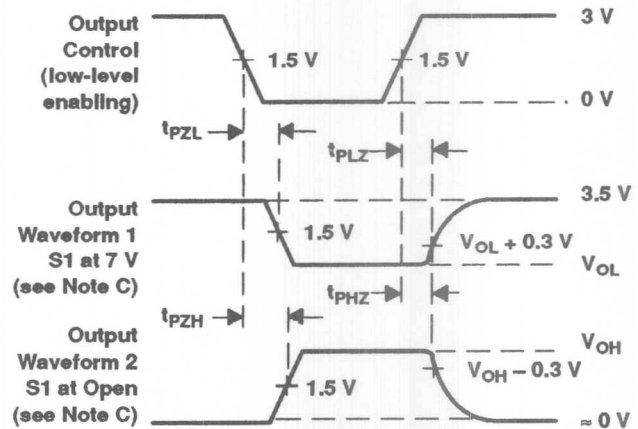 Output
Control
(low-level
enabling)
3 V
1.5 V
1.5 V
0 V
tPZL
tPLZ
Output
Waveform 1
S1 at 7 V
(see Note C)
3.5 V
1.5 V
VOL + 0.3 V
VOL
tPZH
tPHZ
Output
Waveform 2
S1 at Open
(see Note C)
VOH
VOH − 0.3 V
1.5 V
≈ 0 V